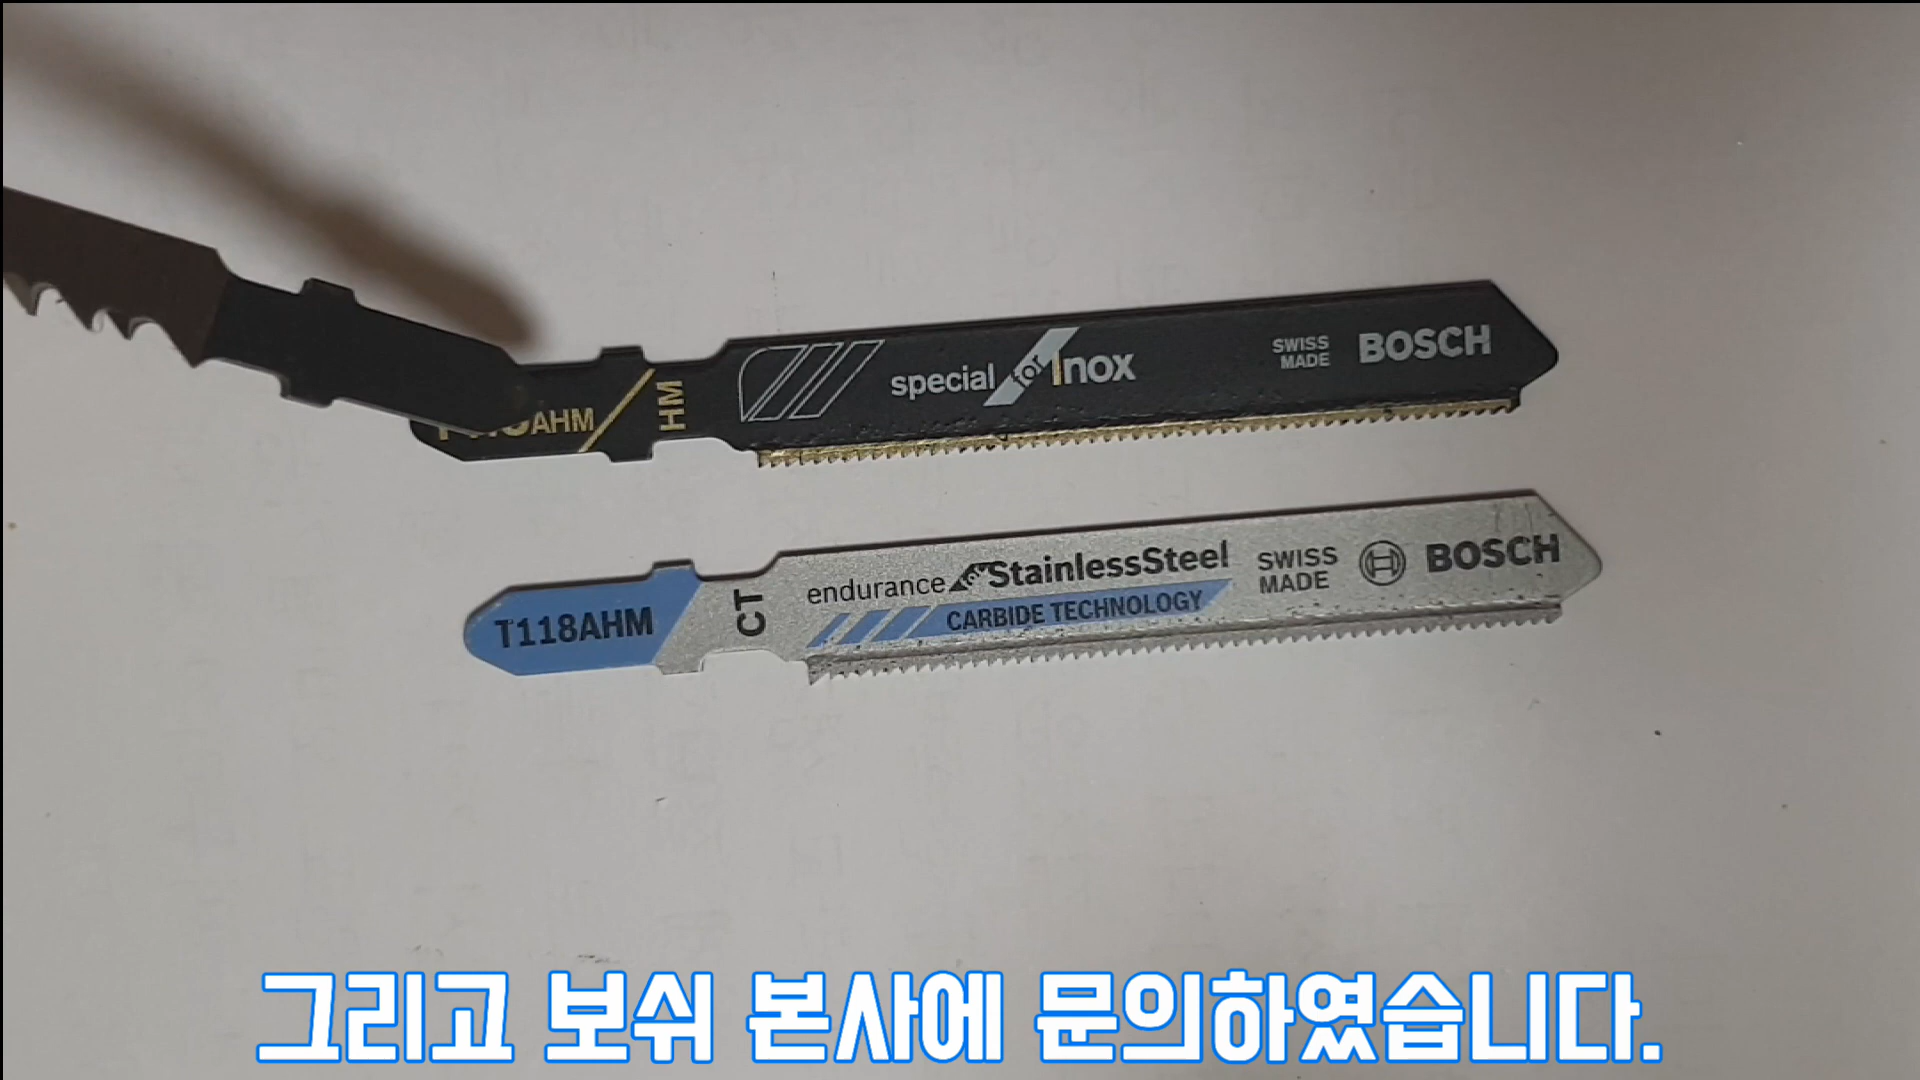 AHM
HM
special for Inox
SWISS
MADE
BOSCH
T118AHM
CT
endurance for StainlessSteel
CARBIDE TECHNOLOGY
SWISS
MADE
BOSCH
그리고 보쉬 본사에 문의하였습니다.